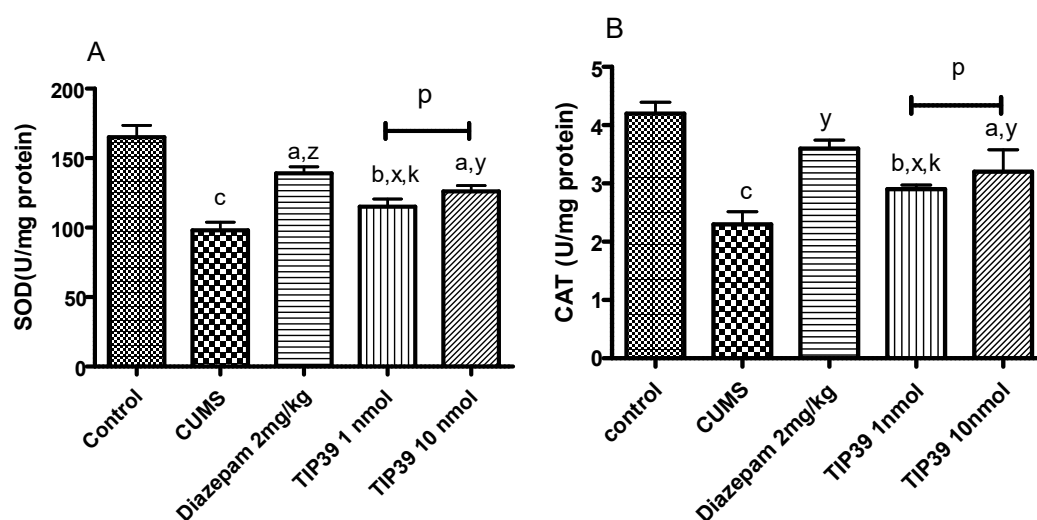 A
SOD(U/mg protein)
200
150
100
50
0
c
a,z
b,x,k
a,y
p
Control
CUMS
Diazepam 2mg/kg
TIP39 1 nmol
TIP39 10 nmol
B
CAT (U/mg protein)
5
4
3
2
1
0
c
y
b,x,k
a,y
p
control
CUMS
Diazepam 2mg/kg
TIP39 1nmol
TIP39 10nmol